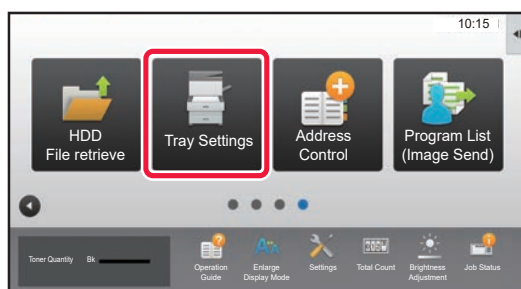 10:15
HDD
File retrieve
Tray Settings
Address
Control
Program List
(Image Send)
Toner Quantity Bk
Operation
Guide
Enlarge
Display Mode
Settings
Total Count
Brightness
Adjustment
Job Status